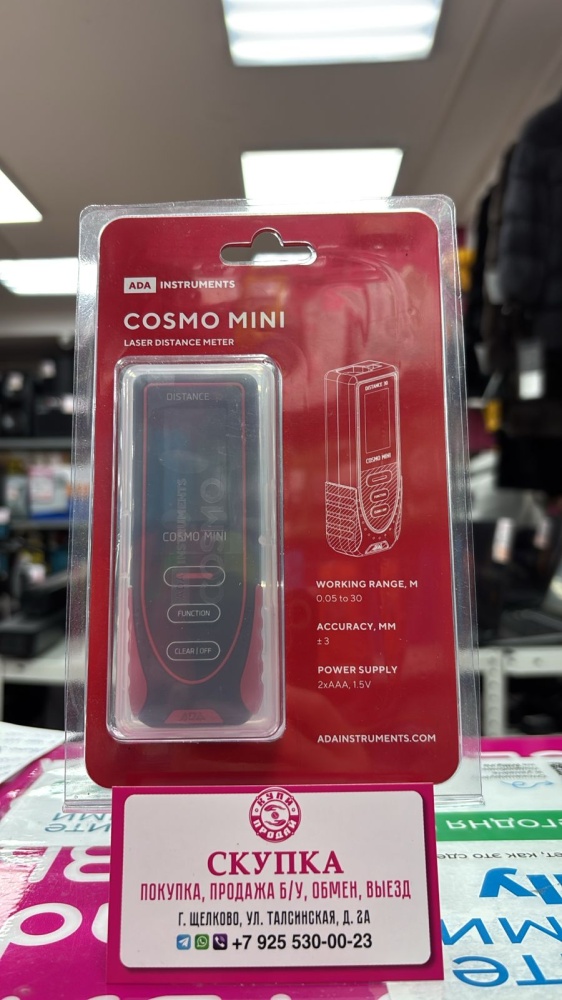 ADA INSTRUMENTS
COSMO MINI
LASER DISTANCE METER
DISTANCE
COSMO MINI
FUNCTION
CLEAR | OFF
DISTANCE 30
COSMO MINI
WORKING RANGE, M
0.05 to 30
ACCURACY, MM
± 3
POWER SUPPLY
2xAAA, 1.5V
ADAINSTRUMENTS.COM
КУПИ
ПРОДАЙ
СКУПКА
ПОКУПКА, ПРОДАЖА Б/У, ОБМЕН, ВЫЕЗД
Г. ЩЕЛКОВО, УЛ. ТАЛСИНСКАЯ, Д. 2А
+7 925 530-00-23